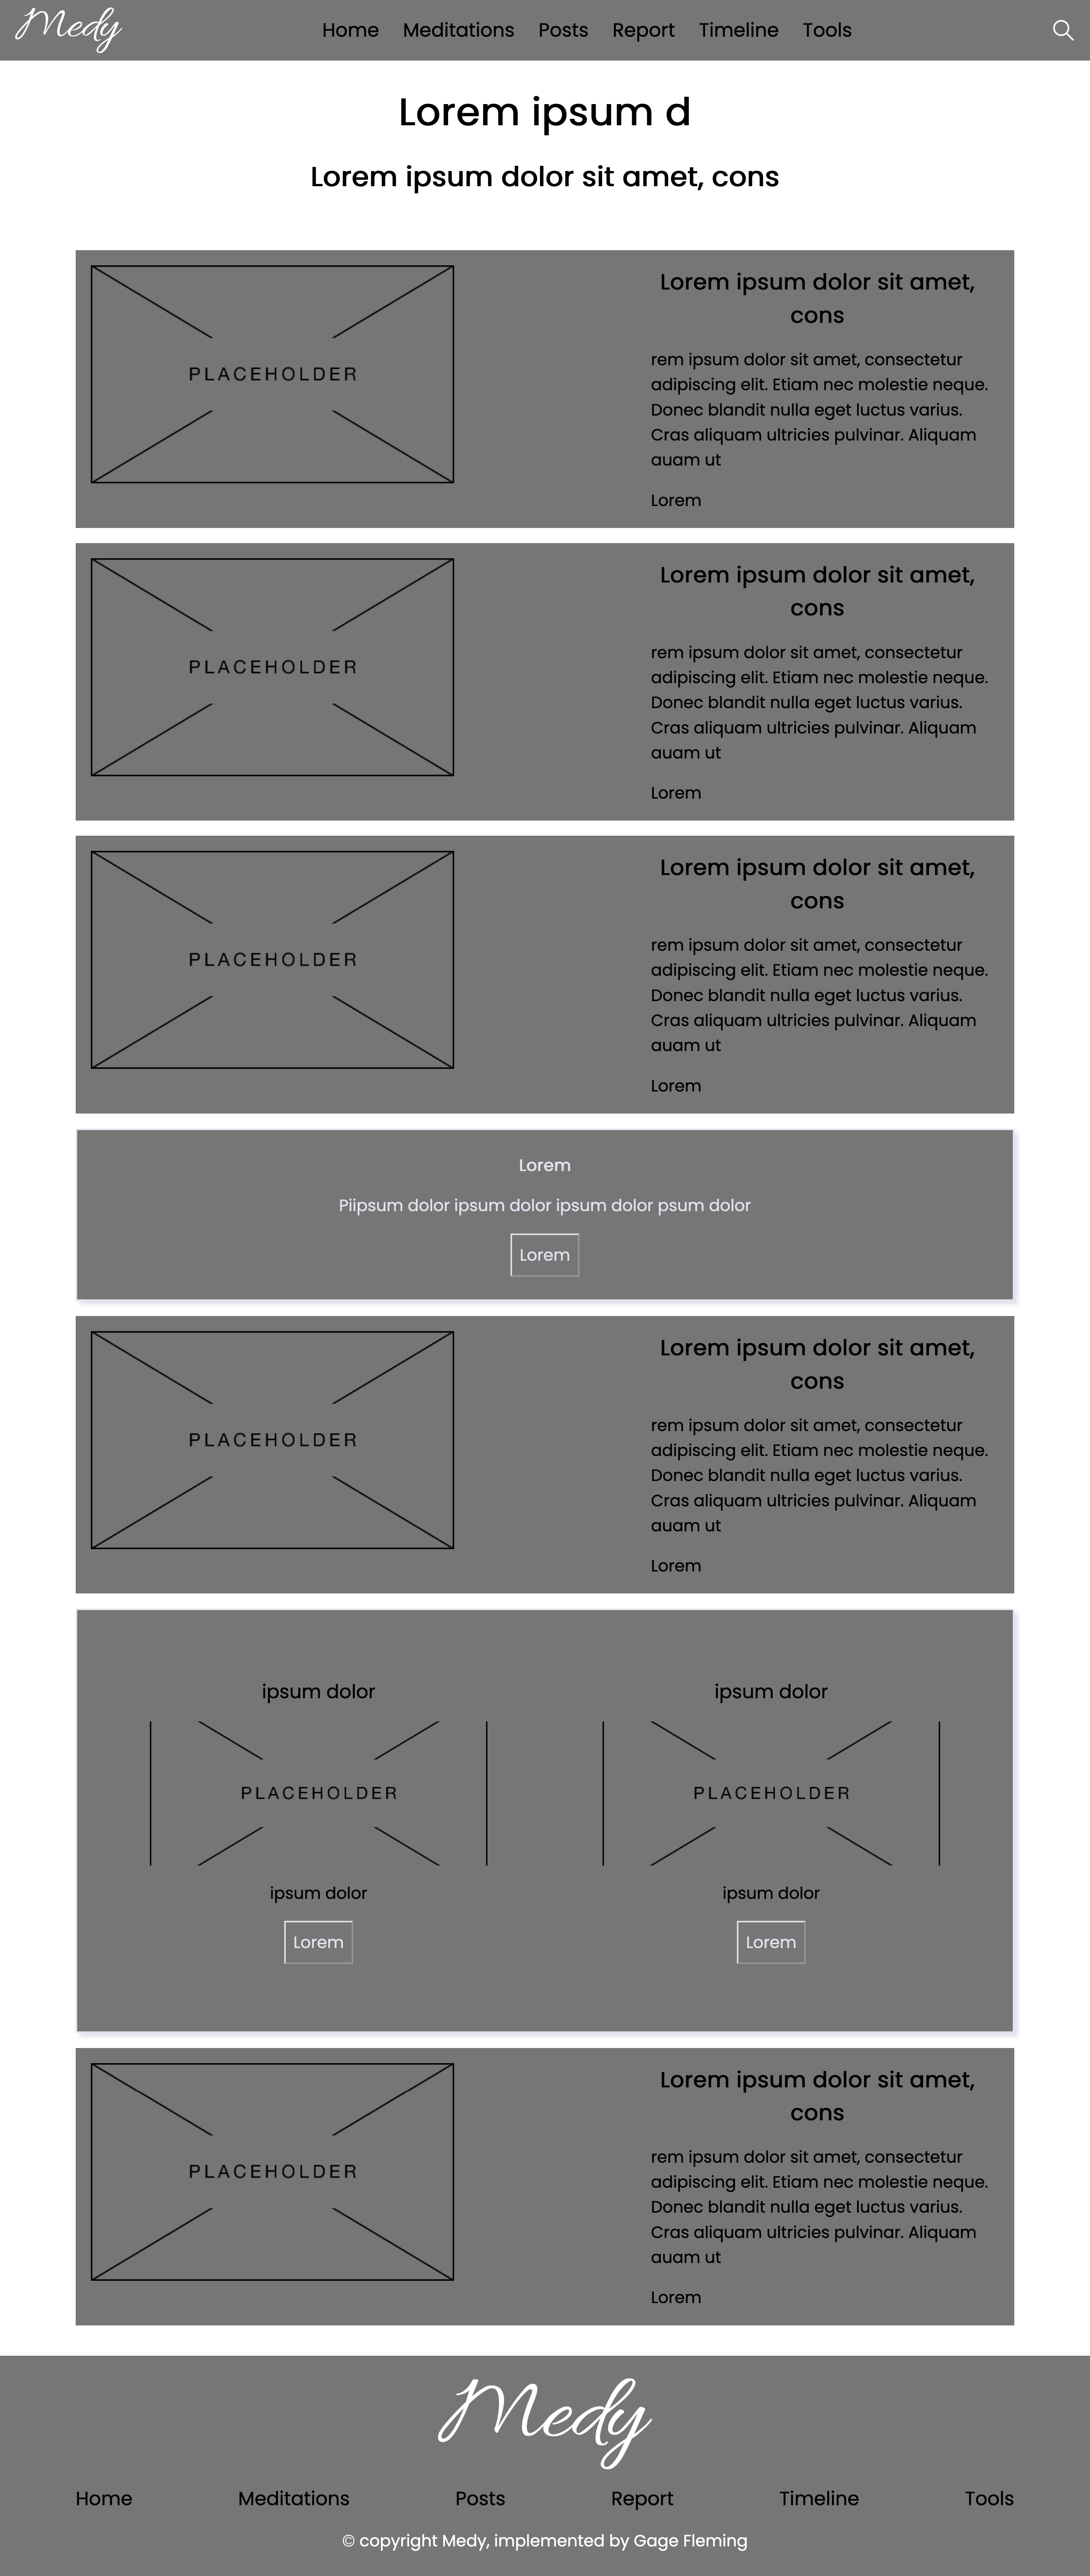 Medy Home Meditations Posts Report Timeline Tools
Lorem ipsum d
Lorem ipsum dolor sit amet, cons
PLACEHOLDER
Lorem ipsum dolor sit amet,
cons
rem ipsum dolor sit amet, consectetur
adipiscing elit. Etiam nec molestie neque.
Donec blandit nulla eget luctus varius.
Cras aliquam ultricies pulvinar. Aliquam
auam ut
Lorem
PLACEHOLDER
Lorem ipsum dolor sit amet,
cons
rem ipsum dolor sit amet, consectetur
adipiscing elit. Etiam nec molestie neque.
Donec blandit nulla eget luctus varius.
Cras aliquam ultricies pulvinar. Aliquam
auam ut
Lorem
PLACEHOLDER
Lorem ipsum dolor sit amet,
cons
rem ipsum dolor sit amet, consectetur
adipiscing elit. Etiam nec molestie neque.
Donec blandit nulla eget luctus varius.
Cras aliquam ultricies pulvinar. Aliquam
auam ut
Lorem
Lorem
Piipsum dolor ipsum dolor ipsum dolor psum dolor
Lorem
PLACEHOLDER
Lorem ipsum dolor sit amet,
cons
rem ipsum dolor sit amet, consectetur
adipiscing elit. Etiam nec molestie neque.
Donec blandit nulla eget luctus varius.
Cras aliquam ultricies pulvinar. Aliquam
auam ut
Lorem
ipsum dolor
PLACEHOLDER
ipsum dolor
Lorem
ipsum dolor
PLACEHOLDER
ipsum dolor
Lorem
PLACEHOLDER
Lorem ipsum dolor sit amet,
cons
rem ipsum dolor sit amet, consectetur
adipiscing elit. Etiam nec molestie neque.
Donec blandit nulla eget luctus varius.
Cras aliquam ultricies pulvinar. Aliquam
auam ut
Lorem
Medy
Home Meditations Posts Report Timeline Tools
© copyright Medy, implemented by Gage Fleming